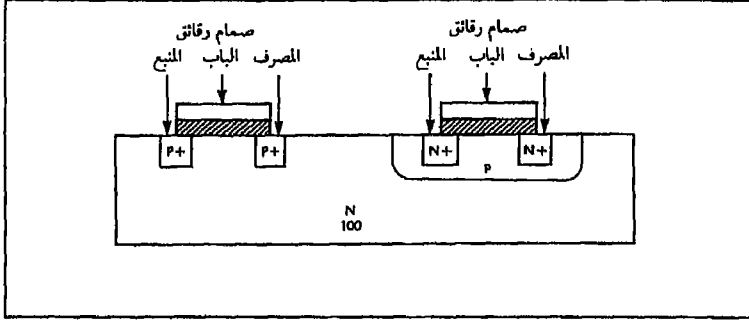 صمام رقائق
المصرف الباب المنبع
صمام رقائق
المصرف الباب المنبع
P+ P+
N+ N+
P
N
100